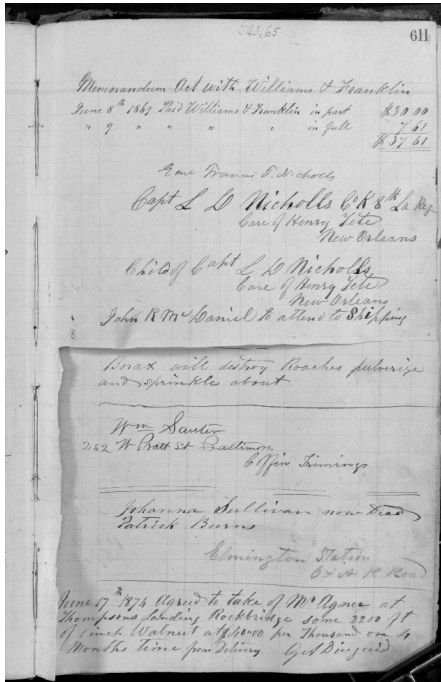 611
Memorandum Act with Williams & Franklin
June 8th 1869 Paid Williams & Franklin in part $30 00
" 9 " " " " in full 7 61
$37 61
Genl Francis T. Nicholls
Capt L D Nicholls Co K 8th La Reg
Care of Henry Tete
New Orleans
Child of Capt L D Nicholls
Care of Henry Tete
New Orleans
John R McDaniel to attend to Shipping
Borax will destroy Roaches pulverize
and sprinkle about
Wm Sauter
252 W Pratt St Baltimore
Coffin Trimings
Johanna Sullivan now Dead
Patrick Burns
Elmington Station
O & A R Road
June 17th 1874 Agreed to take of Mr Agner at
Thompsons Landing Rockbridge some 2200 ft
of 1 inch Walnut at $40.00 per Thousand on 4
Months time from Delivery